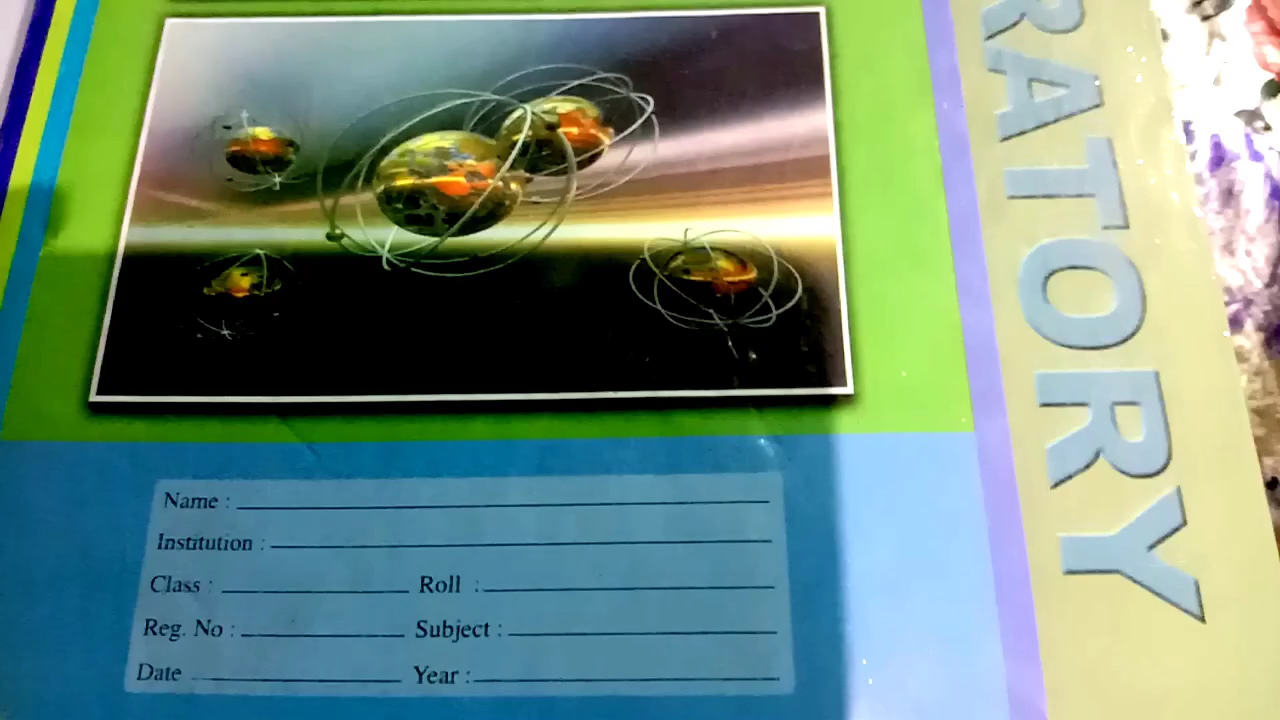 RATORY
Name :
Institution :
Class : Roll :
Reg. No : Subject :
Date Year :